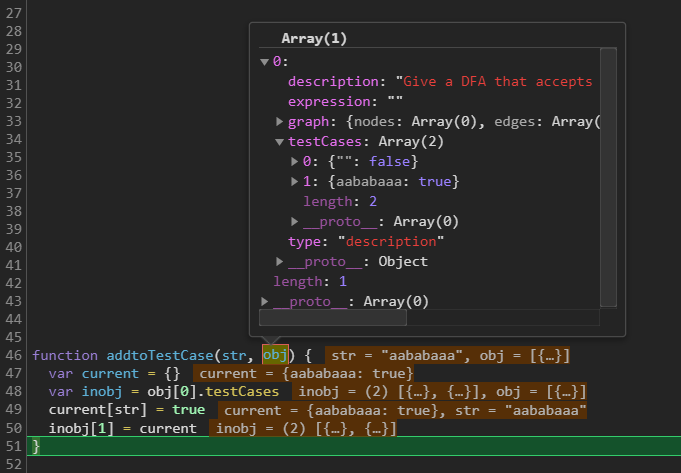 Array(1)
0:
description: "Give a DFA that accepts
expression: ""
graph: {nodes: Array(0), edges: Array(
testCases: Array(2)
0: {"": false}
1: {aababaaa: true}
length: 2
__proto__: Array(0)
type: "description"
__proto__: Object
length: 1
__proto__: Array(0)
27
28
29
30
31
32
33
34
35
36
37
38
39
40
41
42
43
44
45
46 function addtoTestCase(str, obj) { str = "aababaaa", obj = [{…}]
47 var current = {} current = {aababaaa: true}
48 var inobj = obj[0].testCases inobj = (2) [{…}, {…}], obj = [{…}]
49 current[str] = true current = {aababaaa: true}, str = "aababaaa"
50 inobj[1] = current inobj = (2) [{…}, {…}]
51 }
52